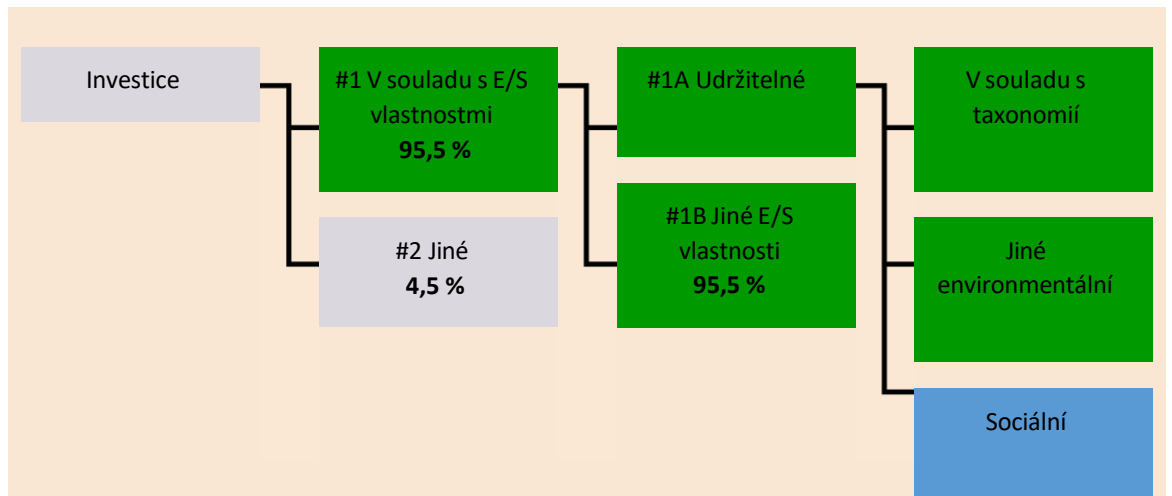 Investice
#1 V souladu s E/S
vlastnostmi
95,5 %
#2 Jiné
4,5 %
#1A Udržitelné
#1B Jiné E/S
vlastnosti
95,5 %
V souladu s
taxonomií
Jiné
environmentální
Sociální